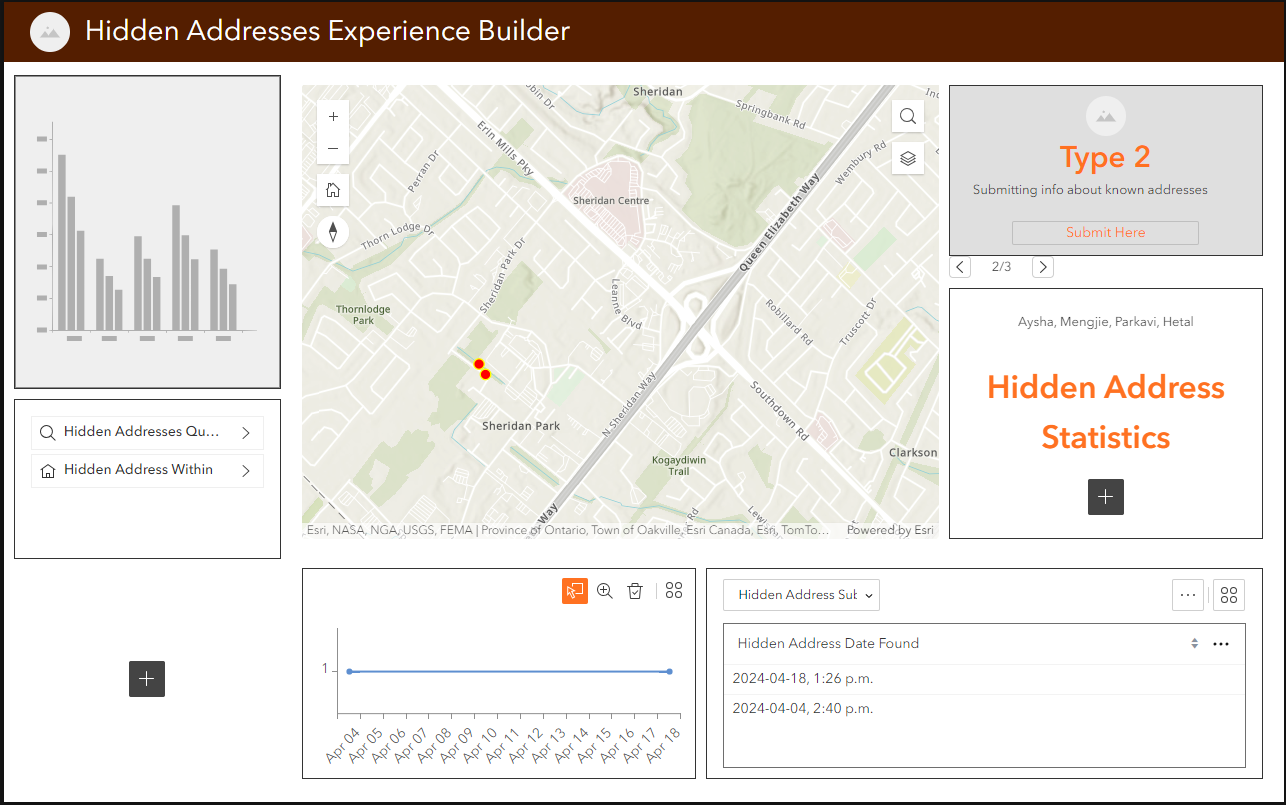 Hidden Addresses Experience Builder
Hidden Addresses Qu...
Hidden Address Within
Sheridan
Springbank Rd
Erin Mills Pky
Perran Dr
Wembury Rd
Sheridan Centre
Thorn Lodge Dr
Queen Elizabeth Way
Sheridan Park Dr
Leanne Blvd
Thornlodge
Park
Robillard Rd
Truscott Dr
N. Sheridan Way
Southdown Rd
Sheridan Park
Kogaydiwin
Trail
Clarkson
Way
Rd
Esri, NASA, NGA, USGS, FEMA | Province of Ontario, Town of Oakville, Esri Canada, Esri, TomTo...
Powered by Esri
Type 2
Submitting info about known addresses
Submit Here
2/3
Aysha, Mengjie, Parkavi, Hetal
Hidden Address
Statistics
1
Apr 04
Apr 05
Apr 06
Apr 07
Apr 08
Apr 09
Apr 10
Apr 11
Apr 12
Apr 13
Apr 14
Apr 15
Apr 16
Apr 17
Apr 18
Hidden Address Sub
Hidden Address Date Found
2024-04-18, 1:26 p.m.
2024-04-04, 2:40 p.m.